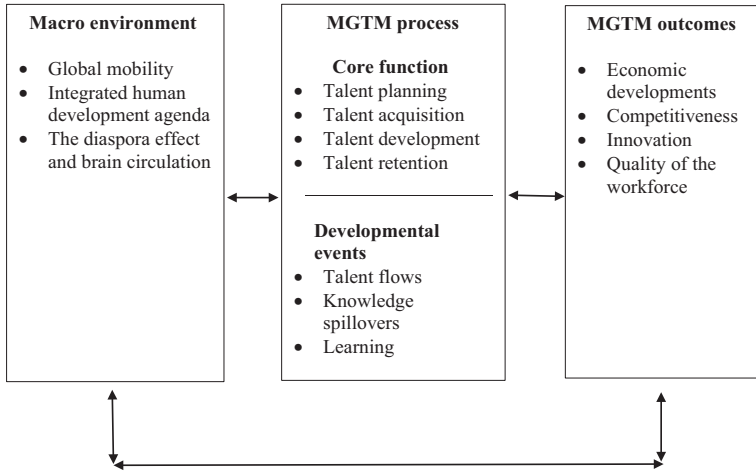 Macro environment
• Global mobility
• Integrated human
development agenda
• The diaspora effect
and brain circulation
MGTM process
Core function
• Talent planning
• Talent acquisition
• Talent development
• Talent retention
Developmental
events
• Talent flows
• Knowledge
spillovers
• Learning
MGTM outcomes
• Economic
developments
• Competitiveness
• Innovation
• Quality of the
workforce